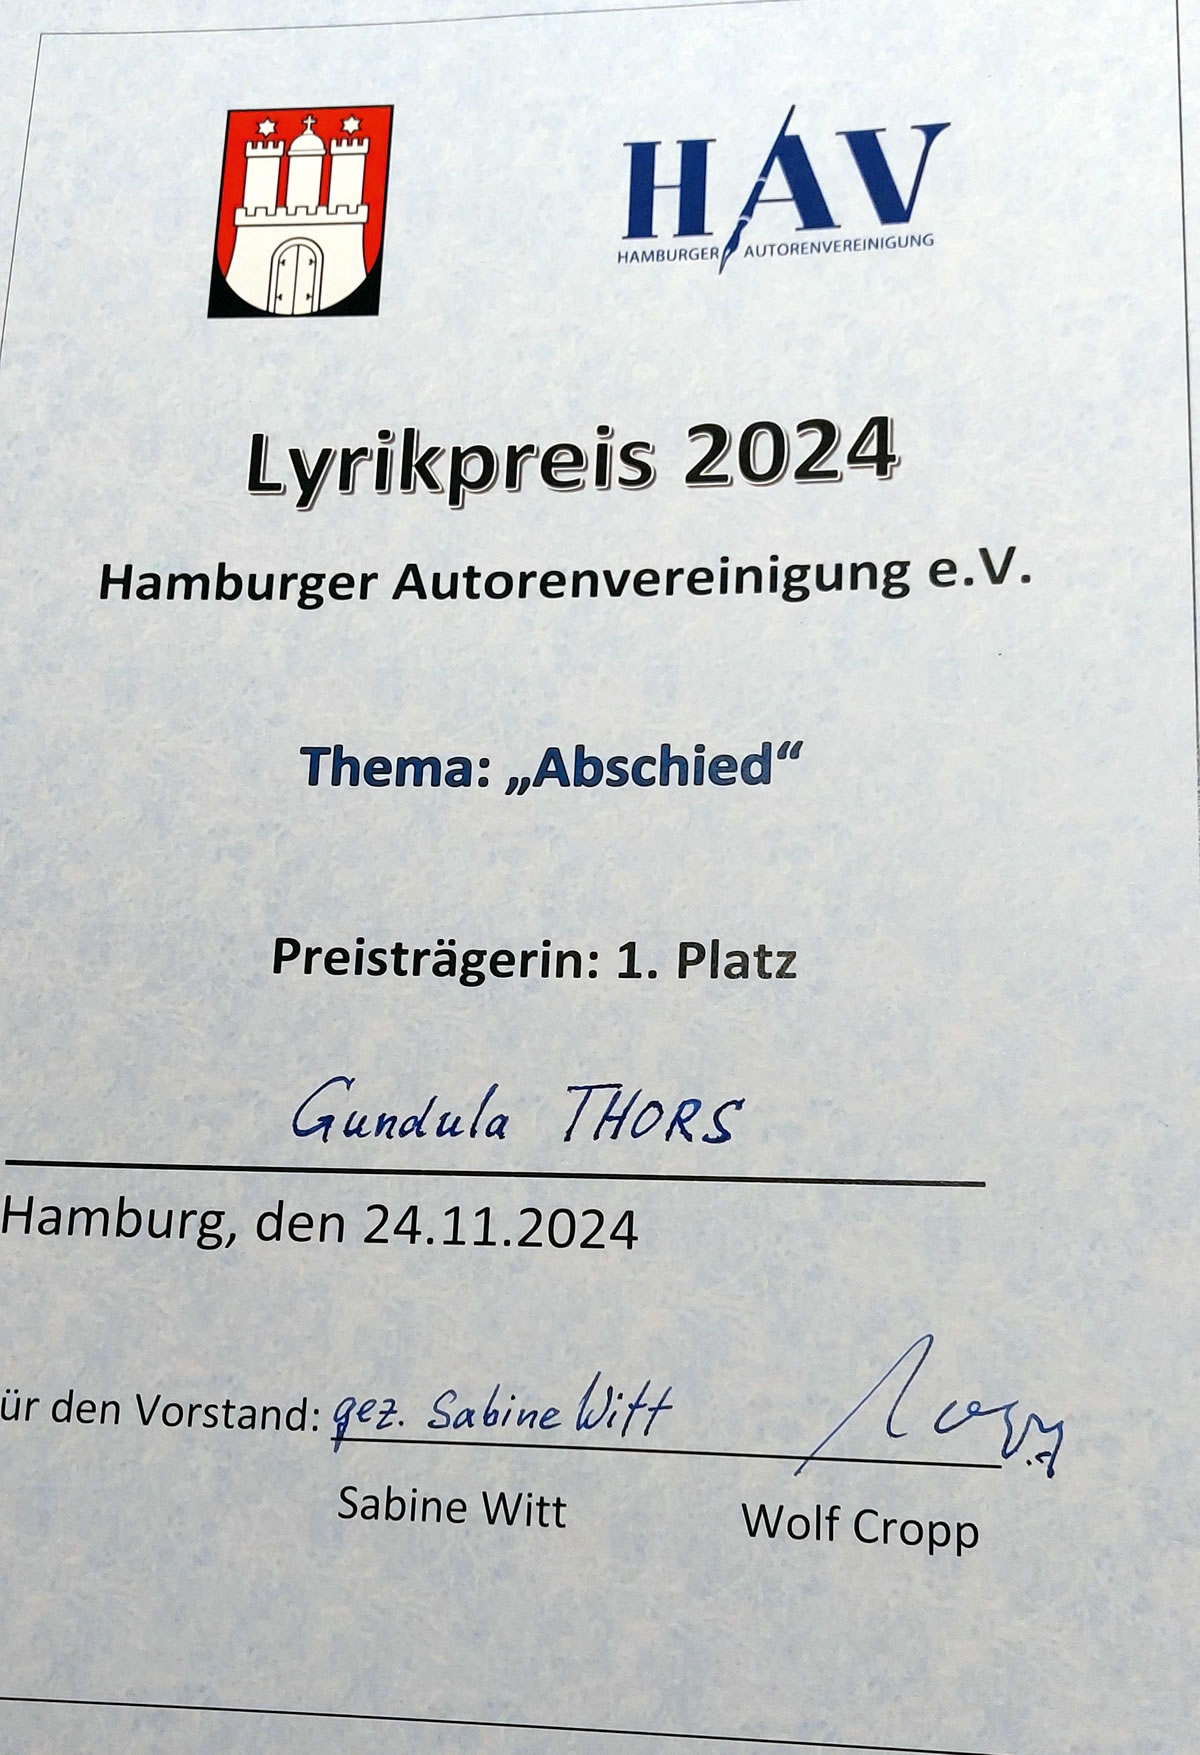 HAV
HAMBURGER AUTORENVEREINIGUNG
Lyrikpreis 2024
Hamburger Autorenvereinigung e.V.
Thema: „Abschied“
Preisträgerin: 1. Platz
Gundula THORS
Hamburg, den 24.11.2024
ür den Vorstand: gez. Sabine Witt
Sabine Witt Wolf Cropp